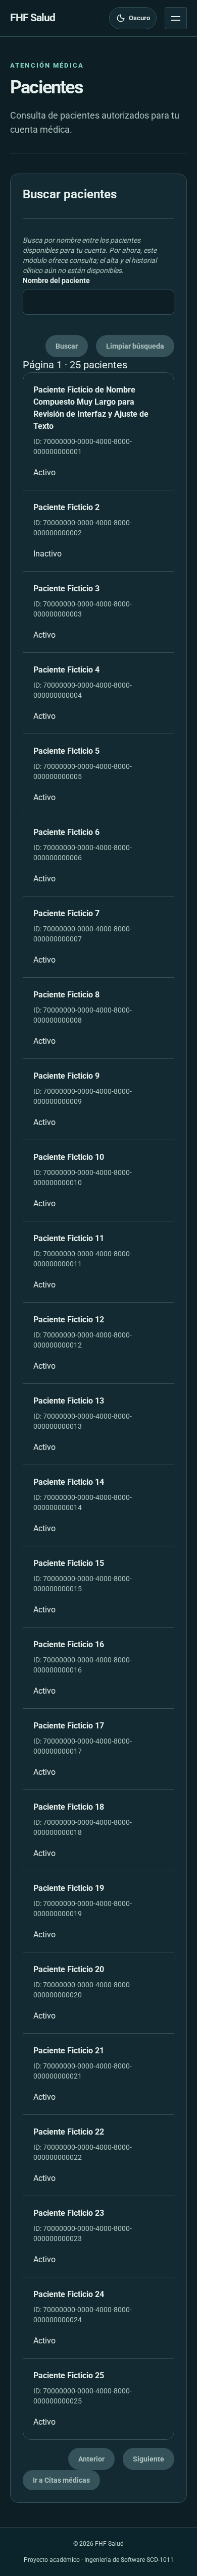 FHF Salud
Oscuro
ATENCIÓN MÉDICA
Pacientes
Consulta de pacientes autorizados para tu
cuenta médica.
Buscar pacientes
Busca por nombre entre los pacientes
disponibles para tu cuenta. Por ahora, este
módulo ofrece consulta; el alta y el historial
clínico aún no están disponibles.
Nombre del paciente
Buscar
Limpiar búsqueda
Página 1 · 25 pacientes
Paciente Ficticio de Nombre
Compuesto Muy Largo para
Revisión de Interfaz y Ajuste de
Texto
ID: 70000000-0000-4000-8000-
000000000001
Activo
Paciente Ficticio 2
ID: 70000000-0000-4000-8000-
000000000002
Inactivo
Paciente Ficticio 3
ID: 70000000-0000-4000-8000-
000000000003
Activo
Paciente Ficticio 4
ID: 70000000-0000-4000-8000-
000000000004
Activo
Paciente Ficticio 5
ID: 70000000-0000-4000-8000-
000000000005
Activo
Paciente Ficticio 6
ID: 70000000-0000-4000-8000-
000000000006
Activo
Paciente Ficticio 7
ID: 70000000-0000-4000-8000-
000000000007
Activo
Paciente Ficticio 8
ID: 70000000-0000-4000-8000-
000000000008
Activo
Paciente Ficticio 9
ID: 70000000-0000-4000-8000-
000000000009
Activo
Paciente Ficticio 10
ID: 70000000-0000-4000-8000-
000000000010
Activo
Paciente Ficticio 11
ID: 70000000-0000-4000-8000-
000000000011
Activo
Paciente Ficticio 12
ID: 70000000-0000-4000-8000-
000000000012
Activo
Paciente Ficticio 13
ID: 70000000-0000-4000-8000-
000000000013
Activo
Paciente Ficticio 14
ID: 70000000-0000-4000-8000-
000000000014
Activo
Paciente Ficticio 15
ID: 70000000-0000-4000-8000-
000000000015
Activo
Paciente Ficticio 16
ID: 70000000-0000-4000-8000-
000000000016
Activo
Paciente Ficticio 17
ID: 70000000-0000-4000-8000-
000000000017
Activo
Paciente Ficticio 18
ID: 70000000-0000-4000-8000-
000000000018
Activo
Paciente Ficticio 19
ID: 70000000-0000-4000-8000-
000000000019
Activo
Paciente Ficticio 20
ID: 70000000-0000-4000-8000-
000000000020
Activo
Paciente Ficticio 21
ID: 70000000-0000-4000-8000-
000000000021
Activo
Paciente Ficticio 22
ID: 70000000-0000-4000-8000-
000000000022
Activo
Paciente Ficticio 23
ID: 70000000-0000-4000-8000-
000000000023
Activo
Paciente Ficticio 24
ID: 70000000-0000-4000-8000-
000000000024
Activo
Paciente Ficticio 25
ID: 70000000-0000-4000-8000-
000000000025
Activo
Anterior
Siguiente
Ir a Citas médicas
© 2026 FHF Salud
Proyecto académico · Ingeniería de Software SCD-1011